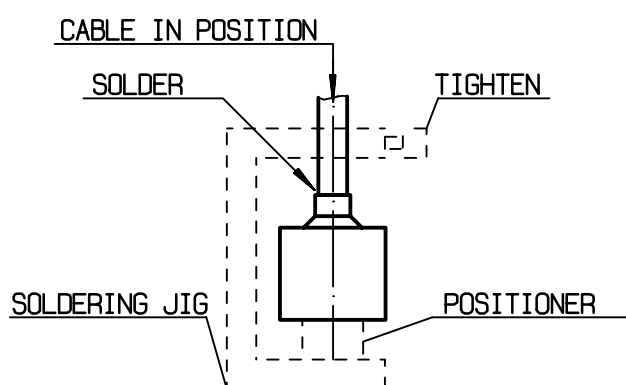 CABLE IN POSITION
SOLDER
TIGHTEN
SOLDERING JIG
POSITIONER